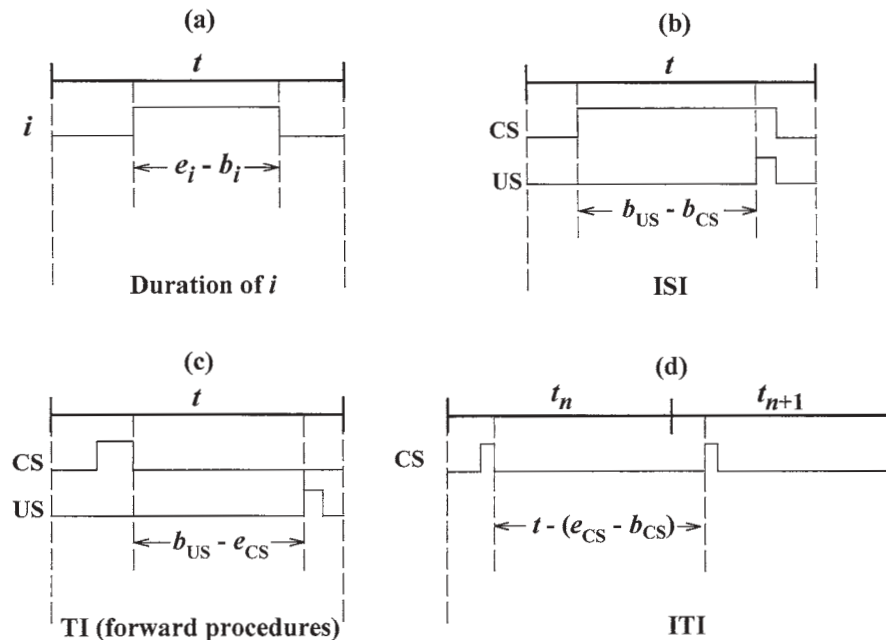 (a)
t
i
e_i - b_i
Duration of i
(b)
t
CS
US
b_US - b_CS
ISI
(c)
t
CS
US
b_US - e_CS
TI (forward procedures)
(d)
t_n t_n+1
CS
t - (e_CS - b_CS)
ITI